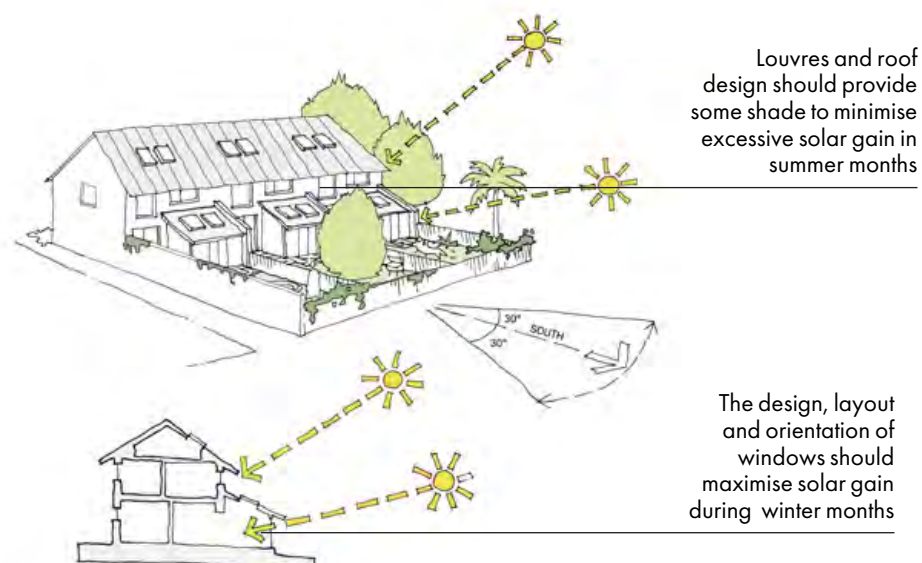 Louvres and roof
design should provide
some shade to minimise
excessive solar gain in
summer months
30°
SOUTH
30°
The design, layout
and orientation of
windows should
maximise solar gain
during winter months